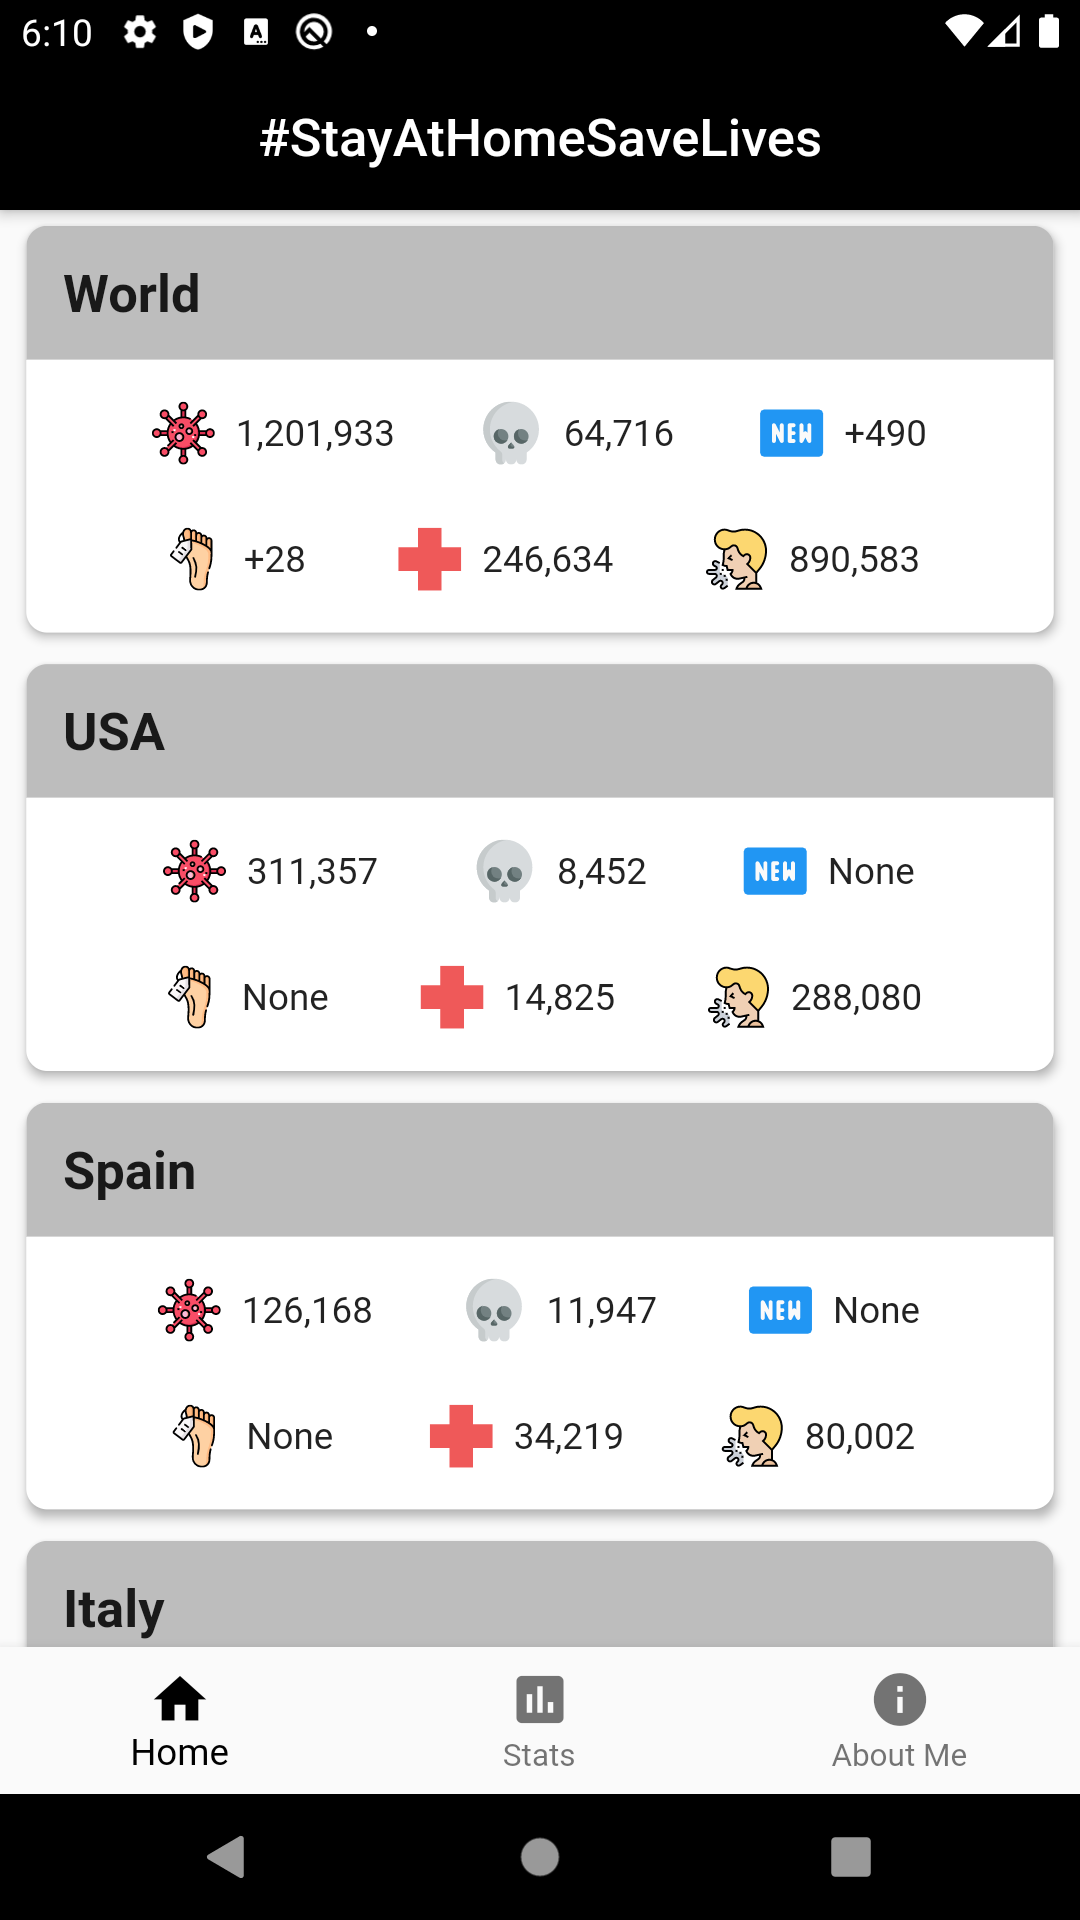 6:10
#StayAtHomeSaveLives
World
1,201,933 64,716 NEW +490
+28 246,634 890,583
USA
311,357 8,452 NEW None
None 14,825 288,080
Spain
126,168 11,947 NEW None
None 34,219 80,002
Italy
Home Stats About Me